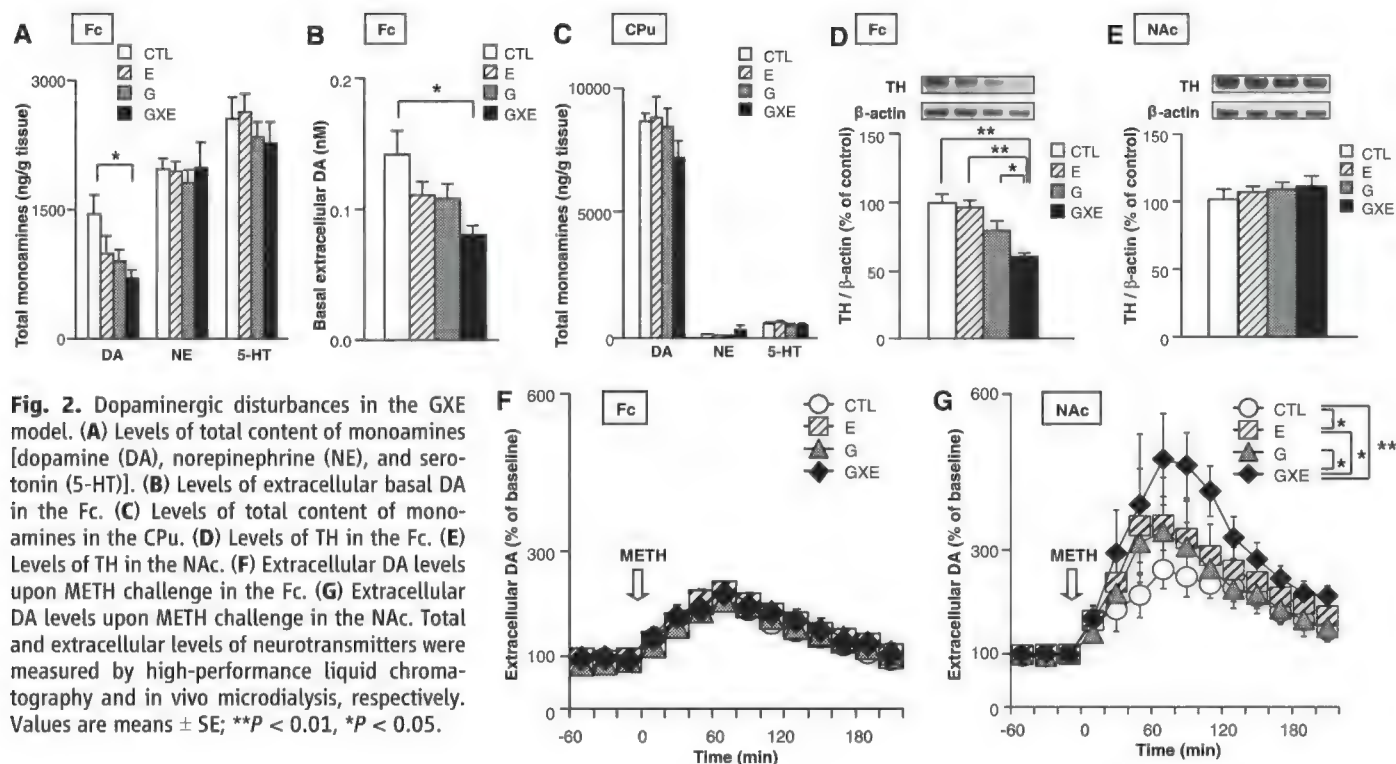 A Fc
CTL
E
G
GXE
Total monoamines (ng/g tissue)
3000
1500
0
*
DA NE 5-HT
B Fc
CTL
E
G
GXE
Basal extracellular DA (nM)
0.2
0.1
0.0
*
C CPu
CTL
E
G
GXE
Total monoamines (ng/g tissue)
10000
5000
0
DA NE 5-HT
D Fc
TH
β-actin
TH / β-actin (% of control)
150
100
50
0
**
**
*
CTL
E
G
GXE
E NAc
TH
β-actin
TH / β-actin (% of control)
150
100
50
0
CTL
E
G
GXE
Fig. 2. Dopaminergic disturbances in the GXE
model. (A) Levels of total content of monoamines
[dopamine (DA), norepinephrine (NE), and sero-
tonin (5-HT)]. (B) Levels of extracellular basal DA
in the Fc. (C) Levels of total content of mono-
amines in the CPu. (D) Levels of TH in the Fc. (E)
Levels of TH in the NAc. (F) Extracellular DA levels
upon METH challenge in the Fc. (G) Extracellular
DA levels upon METH challenge in the NAc. Total
and extracellular levels of neurotransmitters were
measured by high-performance liquid chroma-
tography and in vivo microdialysis, respectively.
Values are means ± SE; **P < 0.01, *P < 0.05.
F Fc
CTL
E
G
GXE
Extracellular DA (% of baseline)
600
300
100
0
METH
-60 0 60 120 180
Time (min)
G NAc
CTL
E
G
GXE
*
*
*
**
Extracellular DA (% of baseline)
600
300
100
0
METH
-60 0 60 120 180
Time (min)